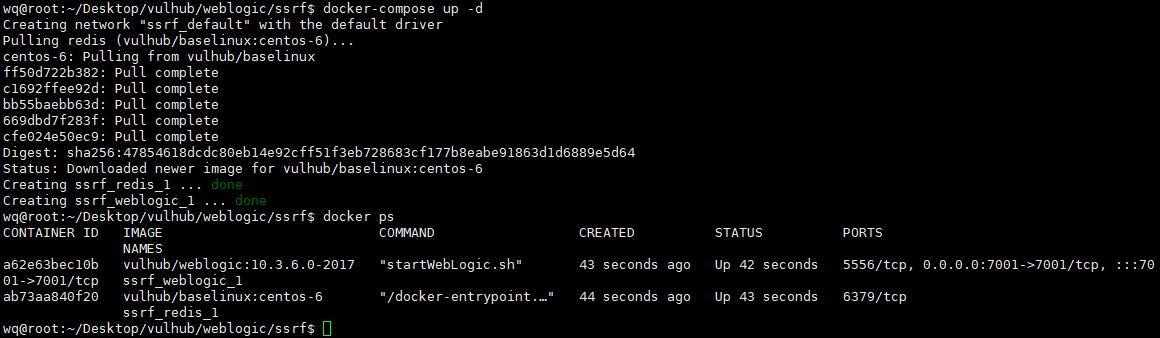 wq@root:~/Desktop/vulhub/weblogic/ssrf$ docker-compose up -d
Creating network "ssrf_default" with the default driver
Pulling redis (vulhub/baselinux:centos-6)...
centos-6: Pulling from vulhub/baselinux
ff50d722b382: Pull complete
c1692ffee92d: Pull complete
bb55baebb63d: Pull complete
669dbd7f283f: Pull complete
cfe024e50ec9: Pull complete
Digest: sha256:47854618dcdc80eb14e92cff51f3eb728683cf177b8eabe91863d1d6889e5d64
Status: Downloaded newer image for vulhub/baselinux:centos-6
Creating ssrf_redis_1 ... done
Creating ssrf_weblogic_1 ... done
wq@root:~/Desktop/vulhub/weblogic/ssrf$ docker ps
CONTAINER ID   IMAGE                           COMMAND                CREATED          STATUS          PORTS
               NAMES
a62e63bec10b   vulhub/weblogic:10.3.6.0-2017   "startWebLogic.sh"     43 seconds ago   Up 42 seconds   5556/tcp, 0.0.0.0:7001->7001/tcp, :::70
01->7001/tcp   ssrf_weblogic_1
ab73aa840f20   vulhub/baselinux:centos-6       "/docker-entrypoint.…"   44 seconds ago   Up 43 seconds   6379/tcp
               ssrf_redis_1
wq@root:~/Desktop/vulhub/weblogic/ssrf$